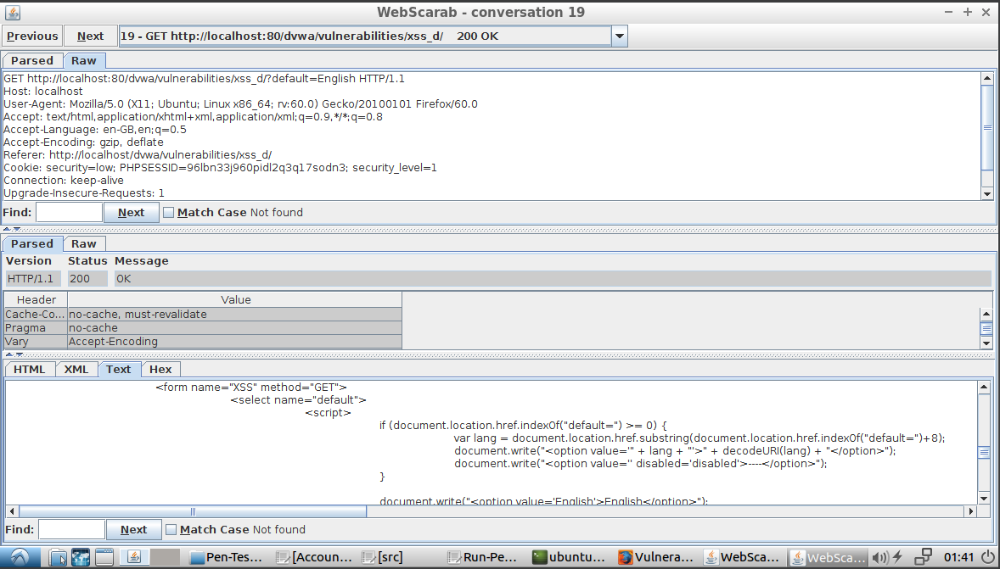 WebScarab - conversation 19
Previous Next 19 - GET http://localhost:80/dvwa/vulnerabilities/xss_d/ 200 OK
Parsed Raw
GET http://localhost:80/dvwa/vulnerabilities/xss_d/?default=English HTTP/1.1
Host: localhost
User-Agent: Mozilla/5.0 (X11; Ubuntu; Linux x86_64; rv:60.0) Gecko/20100101 Firefox/60.0
Accept: text/html,application/xhtml+xml,application/xml;q=0.9,*/*;q=0.8
Accept-Language: en-GB,en;q=0.5
Accept-Encoding: gzip, deflate
Referer: http://localhost/dvwa/vulnerabilities/xss_d/
Cookie: security=low; PHPSESSID=96lbn33j960pidl2q3q17sodn3; security_level=1
Connection: keep-alive
Upgrade-Insecure-Requests: 1
Find: Next Match Case Not found
Parsed Raw
Version Status Message
HTTP/1.1 200 OK
Header Value
Cache-Co... no-cache, must-revalidate
Pragma no-cache
Vary Accept-Encoding
HTML XML Text Hex
<form name="XSS" method="GET">
<select name="default">
<script>
if (document.location.href.indexOf("default=") >= 0) {
var lang = document.location.href.substring(document.location.href.indexOf("default=")+8);
document.write("<option value='" + lang + "'>" + decodeURI(lang) + "</option>");
document.write("<option value='' disabled='disabled'>----</option>");
}
document.write("<option value='English'>English</option>");
Find: Next Match Case Not found
Pen-Tes... [Accoun... [src] Run-Pe... ubuntu... Vulnera... WebSca... WebSca... 01:41